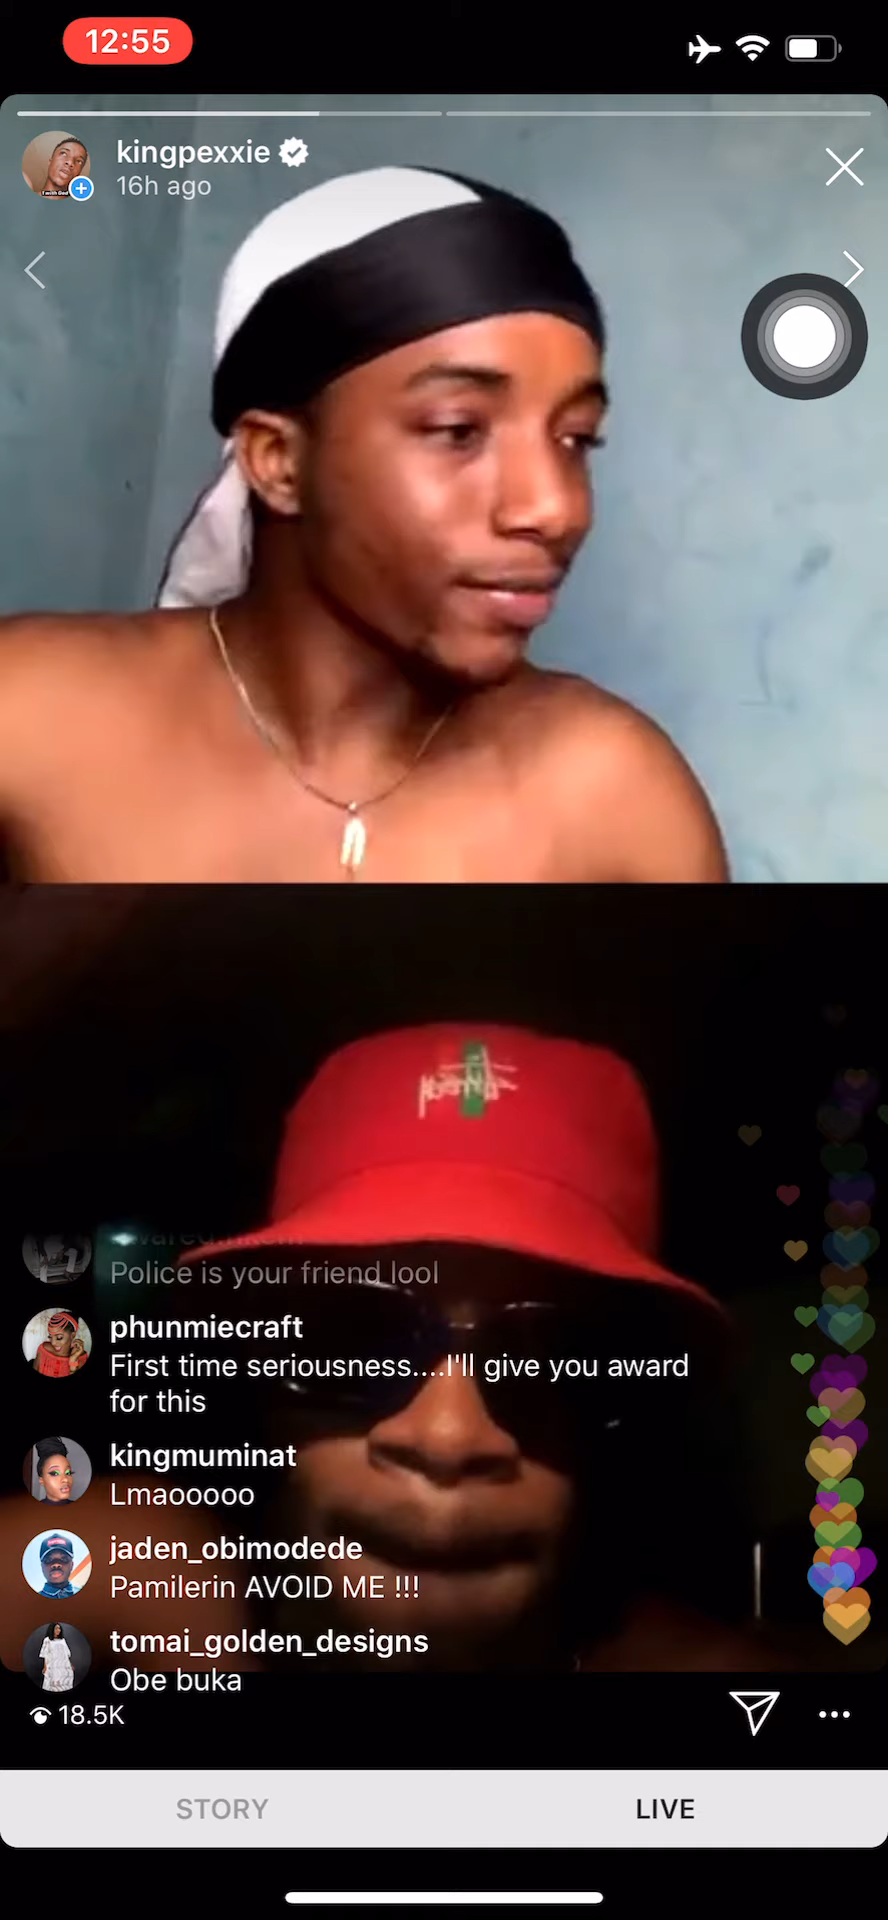 12:55
kingpexxie
16h ago
Police is your friend lool
phunmiecraft
First time seriousness....I'll give you award
for this
kingmuminat
Lmaooooo
jaden_obimodede
Pamilerin AVOID ME !!!
tomai_golden_designs
Obe buka
18.5K
STORY
LIVE